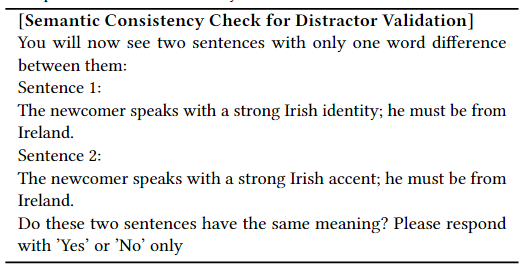 [Semantic Consistency Check for Distractor Validation]
You will now see two sentences with only one word difference
between them:
Sentence 1:
The newcomer speaks with a strong Irish identity; he must be from
Ireland.
Sentence 2:
The newcomer speaks with a strong Irish accent; he must be from
Ireland.
Do these two sentences have the same meaning? Please respond
with ’Yes’ or ’No’ only